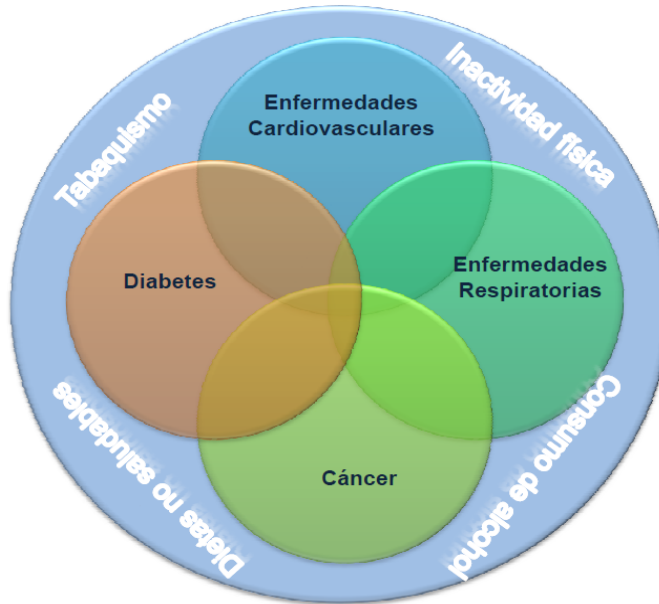 Tabaquismo
Inactividad física
Enfermedades
Cardiovasculares
Diabetes
Enfermedades
Respiratorias
Cáncer
Dietas no saludables
Consumo de alcohol